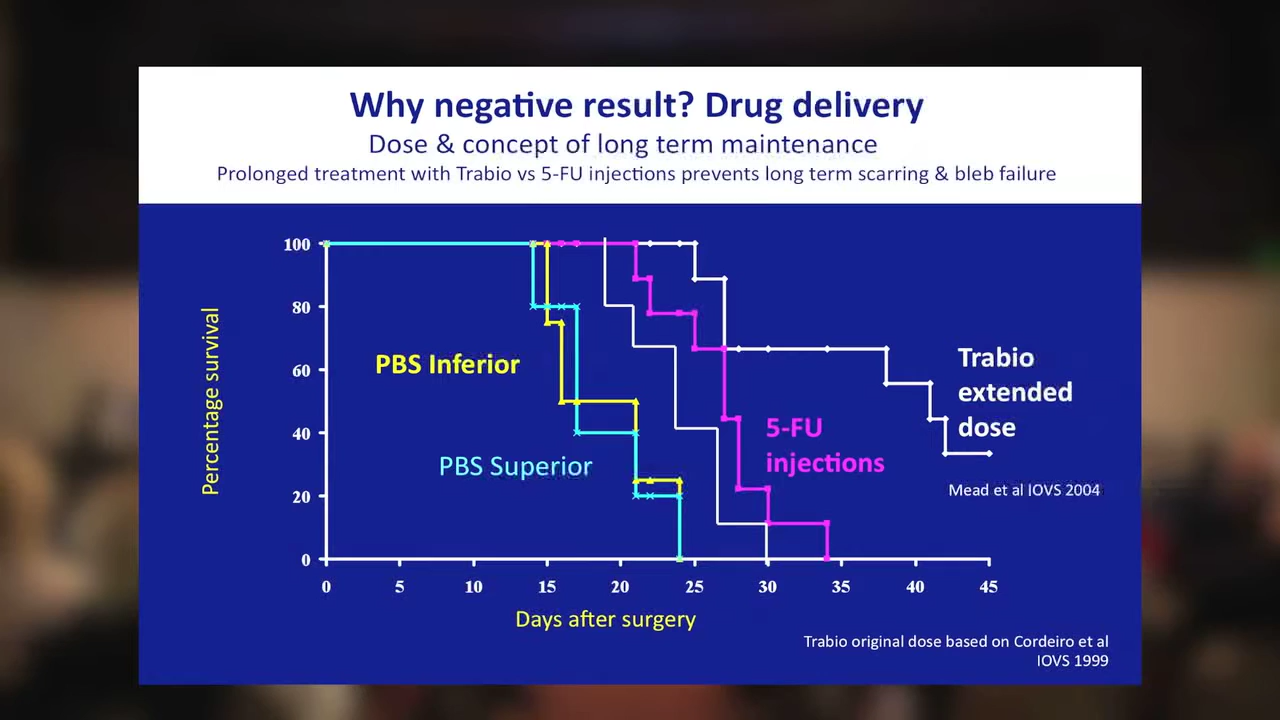 Why negative result? Drug delivery
Dose & concept of long term maintenance
Prolonged treatment with Trabio vs 5-FU injections prevents long term scarring & bleb failure
Percentage survival
100
80
60
40
20
0
PBS Inferior
PBS Superior
5-FU
injections
Trabio
extended
dose
Mead et al IOVS 2004
0 5 10 15 20 25 30 35 40 45
Days after surgery
Trabio original dose based on Cordeiro et al
IOVS 1999